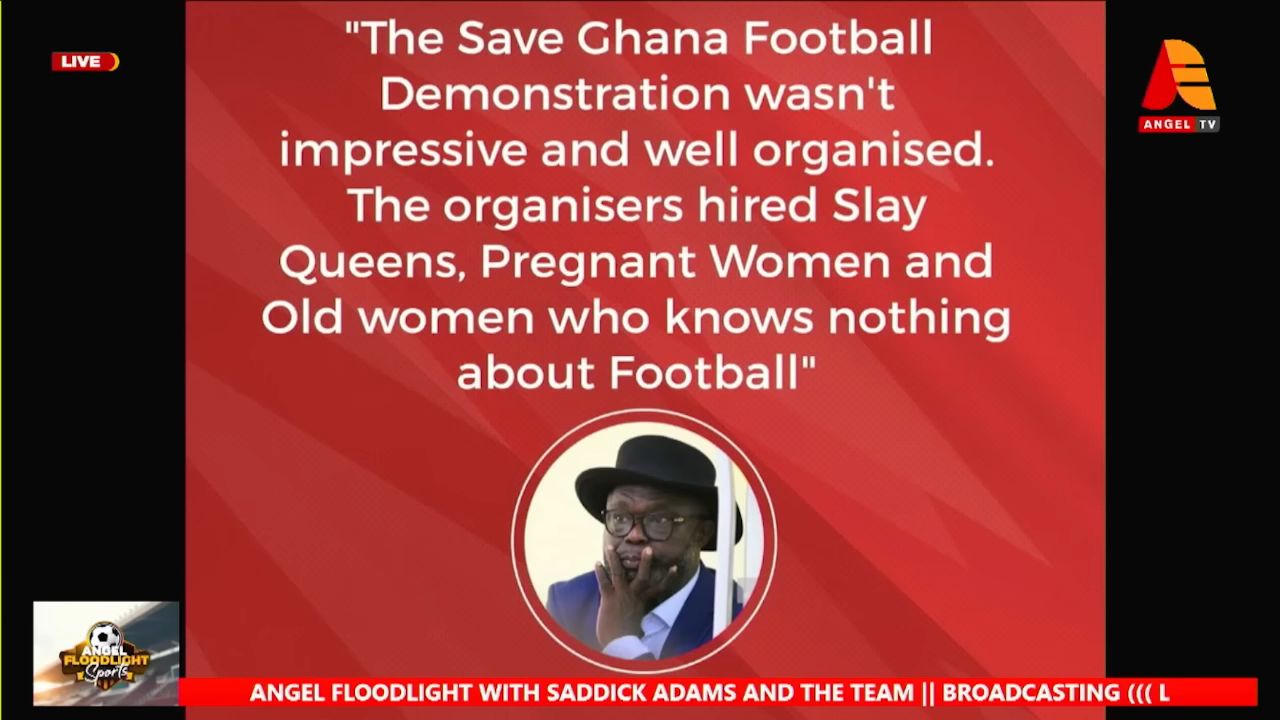 "The Save Ghana Football
Demonstration wasn't
impressive and well organised.
The organisers hired Slay
Queens, Pregnant Women and
Old women who knows nothing
about Football"
LIVE
ANGEL TV
ANGEL
FLOODLIGHT
Sports
ANGEL FLOODLIGHT WITH SADDICK ADAMS AND THE TEAM || BROADCASTING ((( L